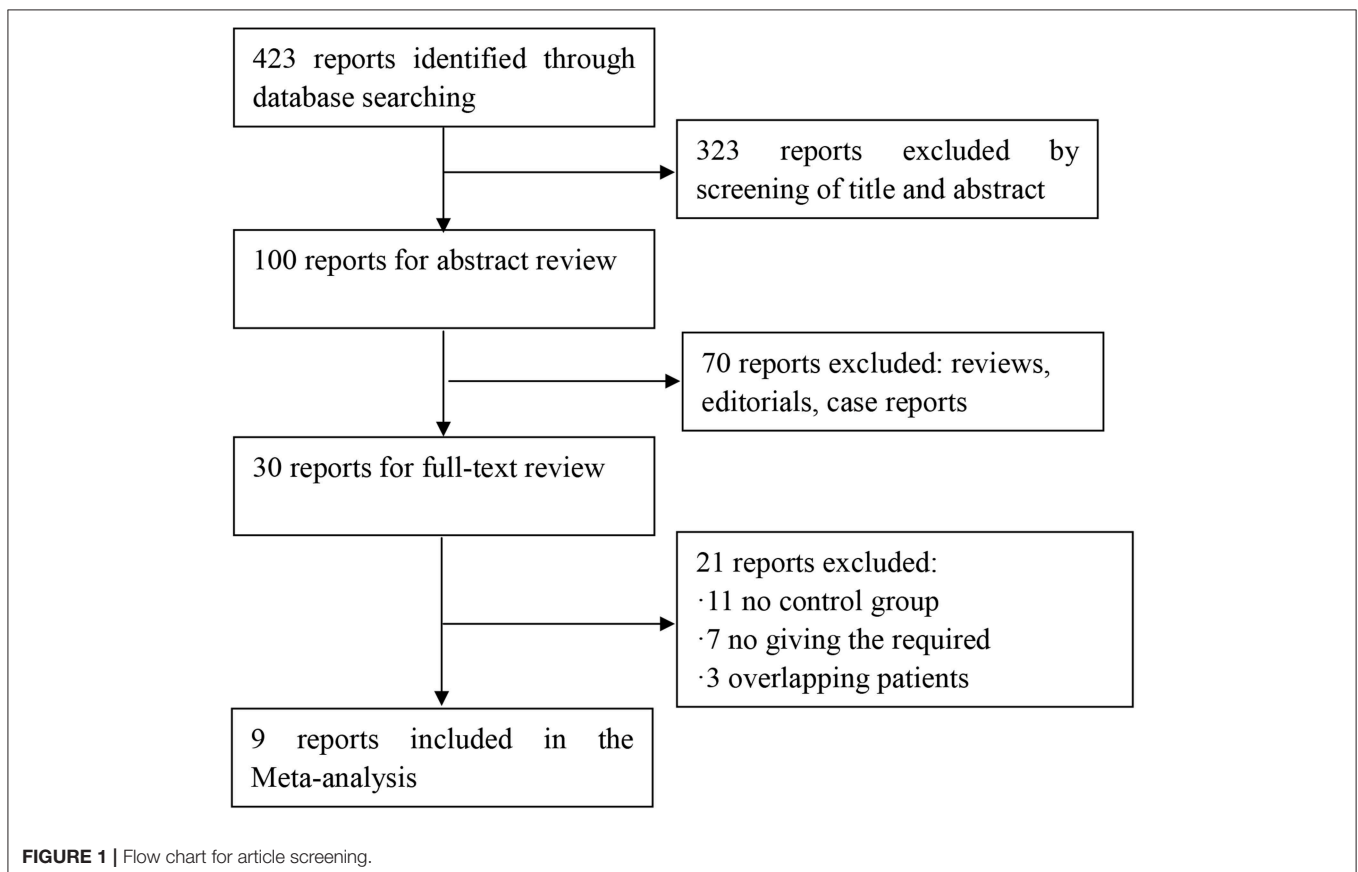 423 reports identified through
database searching
323 reports excluded by
screening of title and abstract
100 reports for abstract review
70 reports excluded: reviews,
editorials, case reports
30 reports for full-text review
21 reports excluded:
·11 no control group
·7 no giving the required
·3 overlapping patients
9 reports included in the
Meta-analysis
FIGURE 1 | Flow chart for article screening.